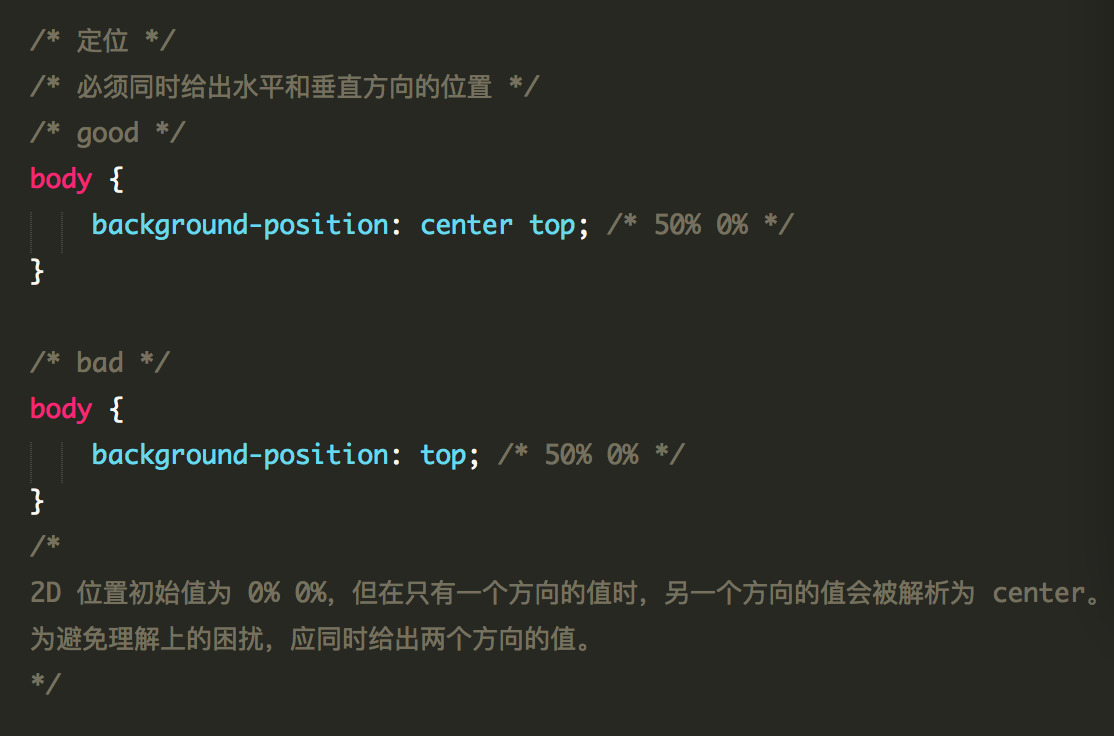 /* 定位 */
/* 必须同时给出水平和垂直方向的位置 */
/* good */
body {
    background-position: center top; /* 50% 0% */
}

/* bad */
body {
    background-position: top; /* 50% 0% */
}
/*
2D 位置初始值为 0% 0%，但在只有一个方向的值时，另一个方向的值会被解析为 center。
为避免理解上的困扰，应同时给出两个方向的值。
*/